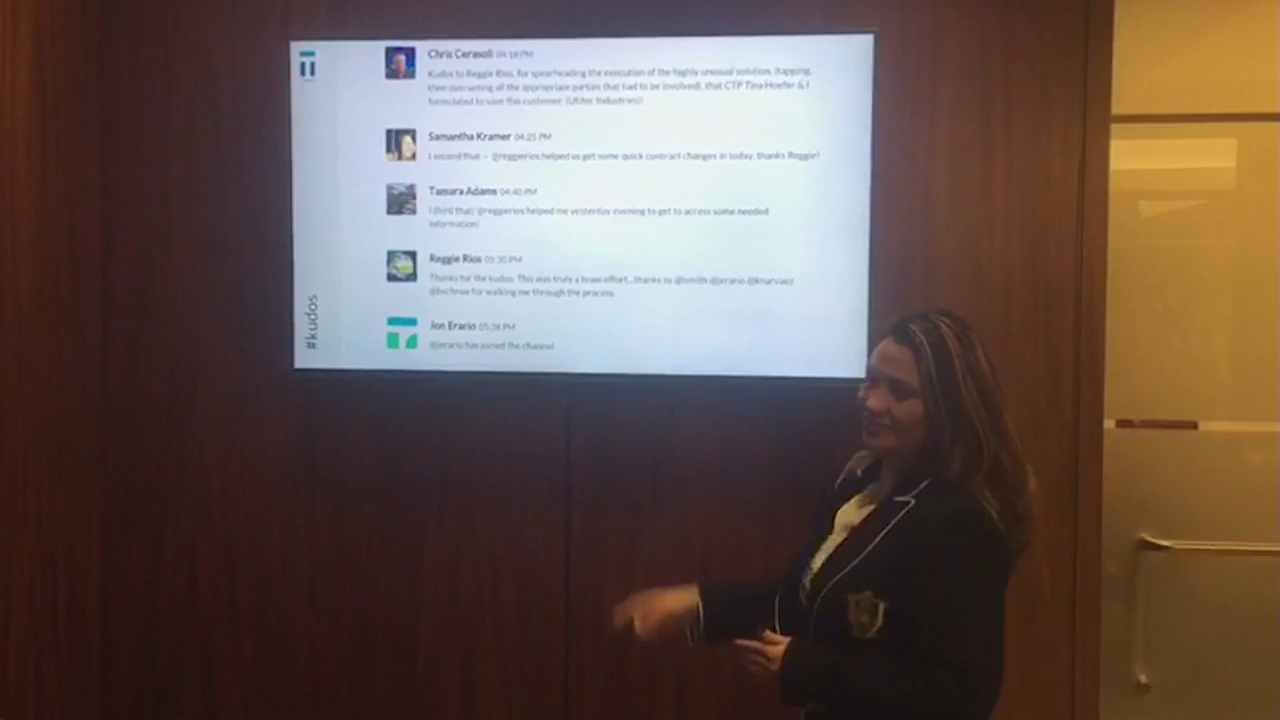 Chris Cerasoli 04:18 PM
Kudos to Reggie Rios, for spearheading the execution of the highly unusual solution, (tapping,
then overseeing all the appropriate parties that had to be involved), that CTP Tina Hoefer & I
formulated to save this customer, (Ultitec Industries)!
Samantha Kramer 04:25 PM
I second that -- @reggierios helped us get some quick contract changes in today, thanks Reggie!
Tamara Adams 04:40 PM
I third that! @reggierios helped me yesterday evening to get to access some needed
information!
Reggie Rios 05:30 PM
Thanks for the kudos. This was truly a team effort...thanks to @smith @jerario @knarvaez
for walking me through the process.
Jon Erario 05:38 PM
@jerario has joined the channel
#kudos